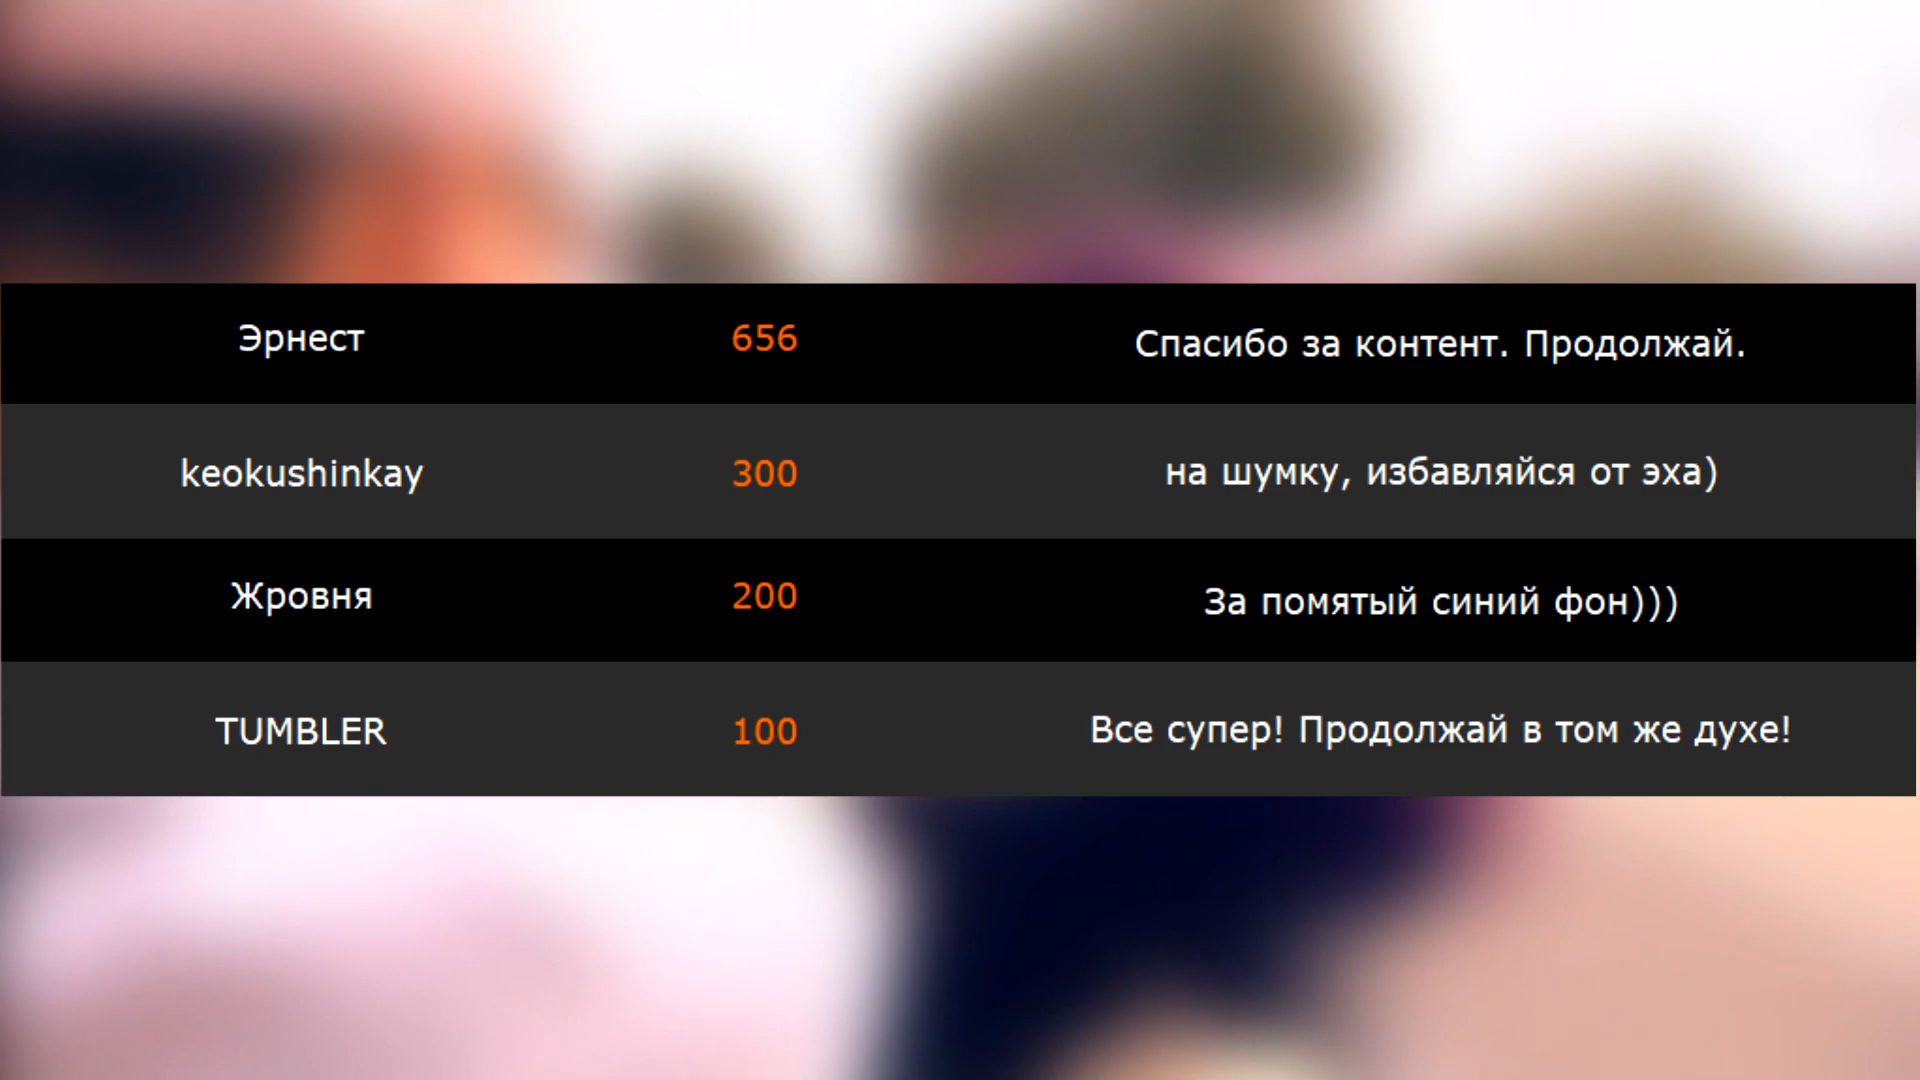 Эрнест 656 Спасибо за контент. Продолжай.
keokushinkay 300 на шумку, избавляйся от эха)
Жровня 200 За помятый синий фон)))
TUMBLER 100 Все супер! Продолжай в том же духе!